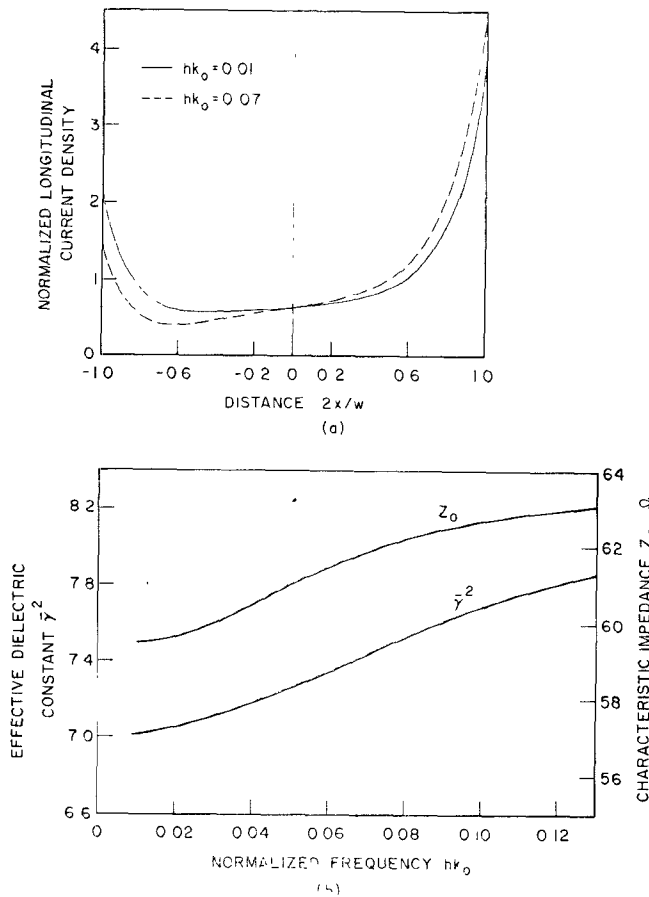 4
3
2
1
0
NORMALIZED LONGITUDINAL
CURRENT DENSITY
hk₀=0.01
hk₀=0.07
-1.0 -0.6 -0.2 0 0.2 0.6 1.0
DISTANCE 2x/w
(a)
8.2
7.8
7.4
7.0
6.6
EFFECTIVE DIELECTRIC
CONSTANT γ̄²
Z₀
γ̄²
64
62
60
58
56
CHARACTERISTIC IMPEDANCE Z₀, Ω
0 0.02 0.04 0.06 0.08 0.10 0.12
NORMALIZED FREQUENCY hk₀
(b)